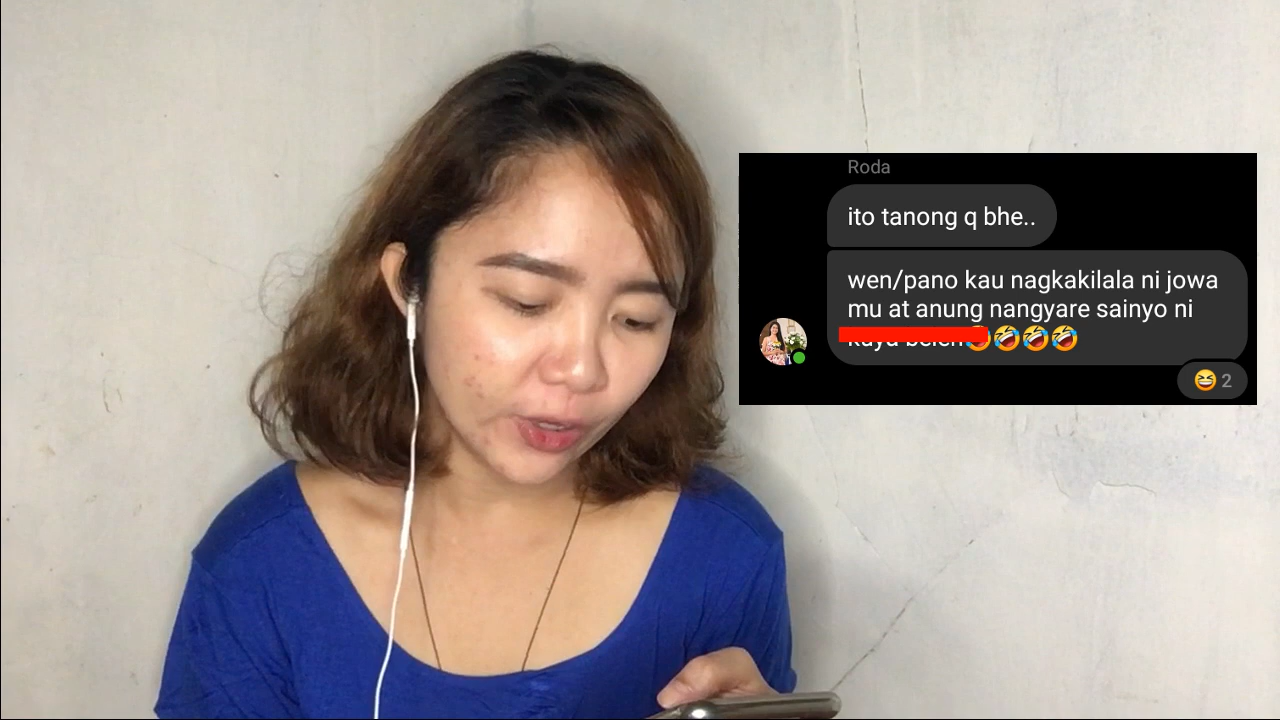 Roda
ito tanong q bhe..
wen/pano kau nagkakilala ni jowa
mu at anung nangyare sainyo ni
🤣🤣🤣🤣
😆 2